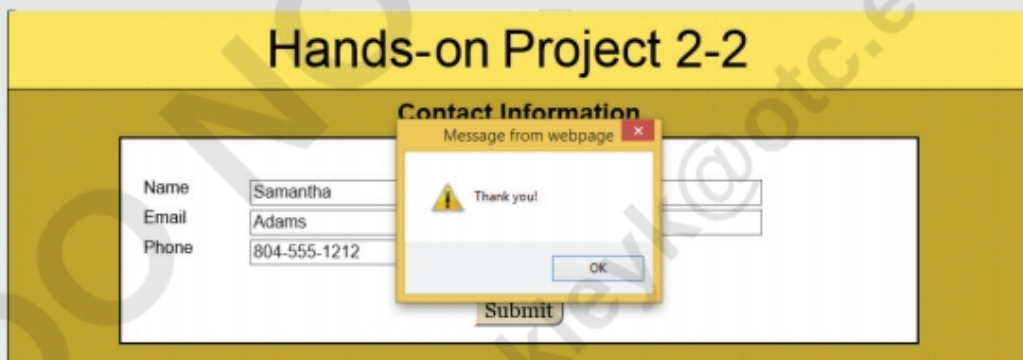 Hands-on Project 2-2
Contact Information
Message from webpage
Thank you!
OK
Name Samantha
Email Adams
Phone 804-555-1212
Submit